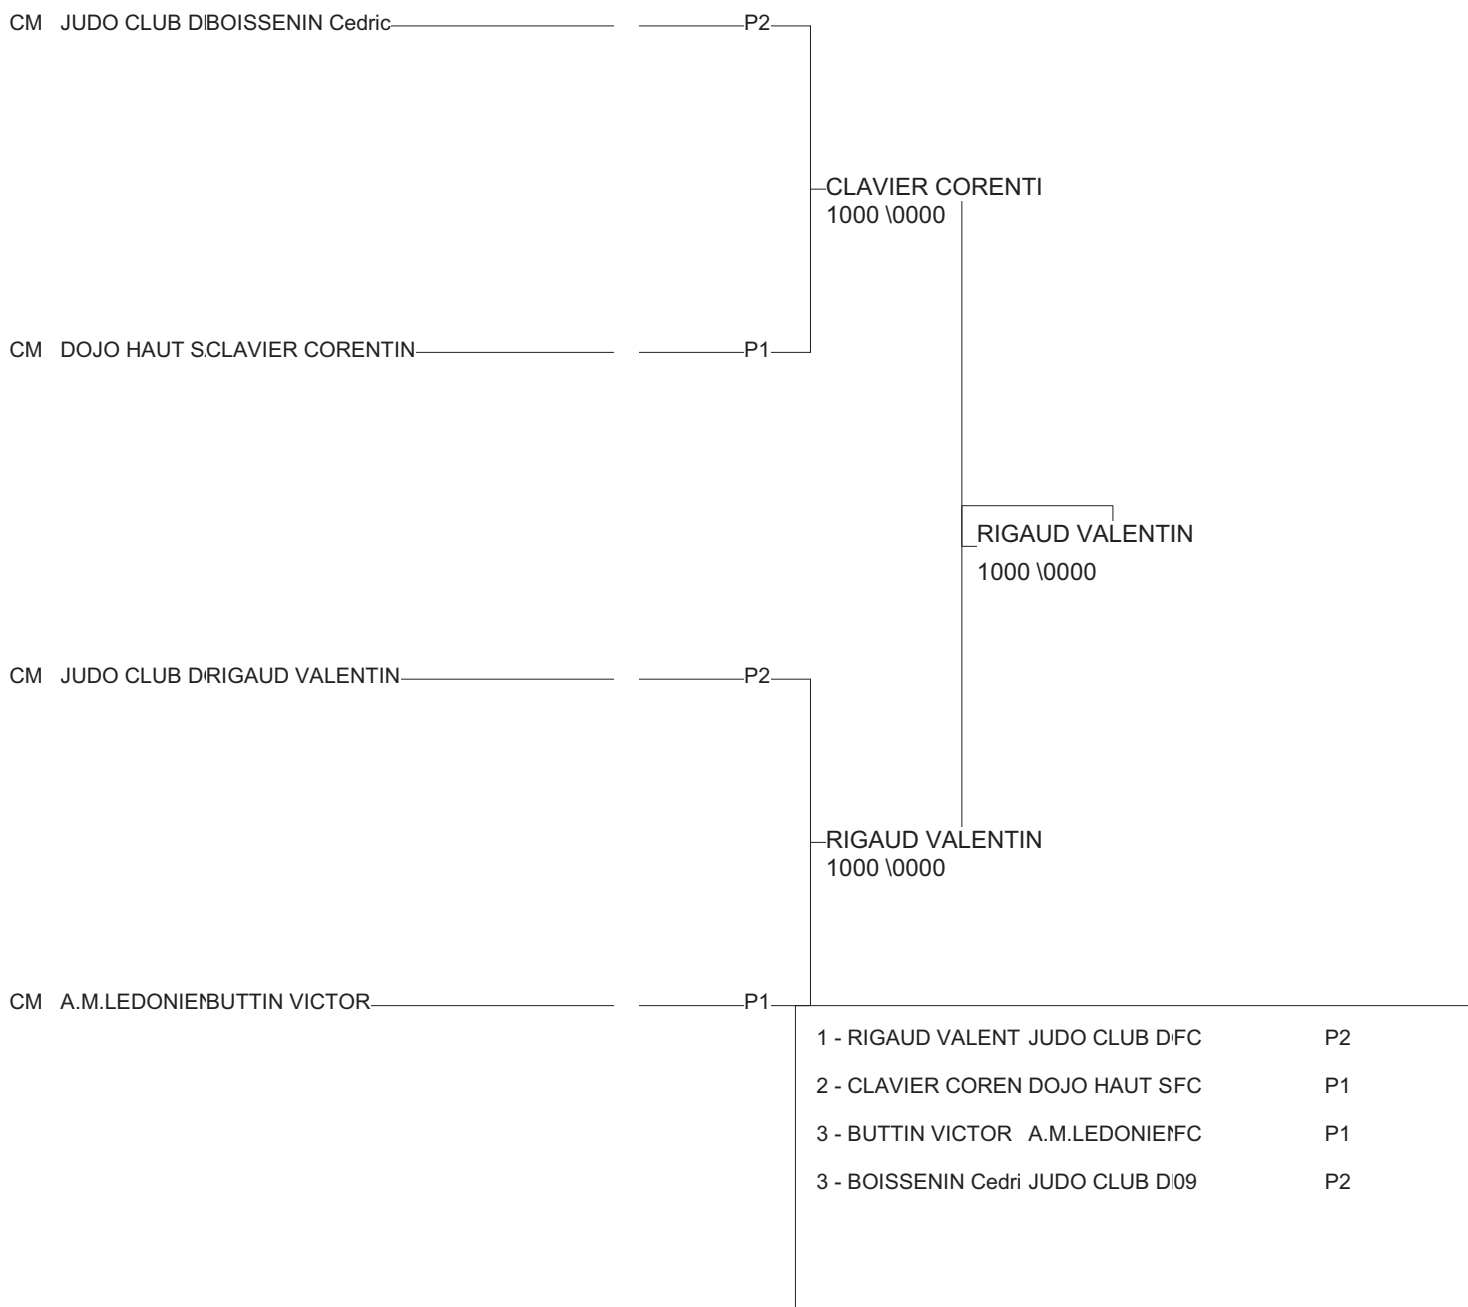 CM JUDO CLUB D BOISSENIN Cedric P2
CLAVIER CORENTI
1000 \0000
CM DOJO HAUT S CLAVIER CORENTIN P1
RIGAUD VALENTIN
1000 \0000
CM JUDO CLUB D RIGAUD VALENTIN P2
RIGAUD VALENTIN
1000 \0000
CM A.M.LEDONIEN BUTTIN VICTOR P1
1 - RIGAUD VALENT JUDO CLUB D FC P2
2 - CLAVIER COREN DOJO HAUT S FC P1
3 - BUTTIN VICTOR A.M.LEDONIEN FC P1
3 - BOISSENIN Cedri JUDO CLUB D 09 P2